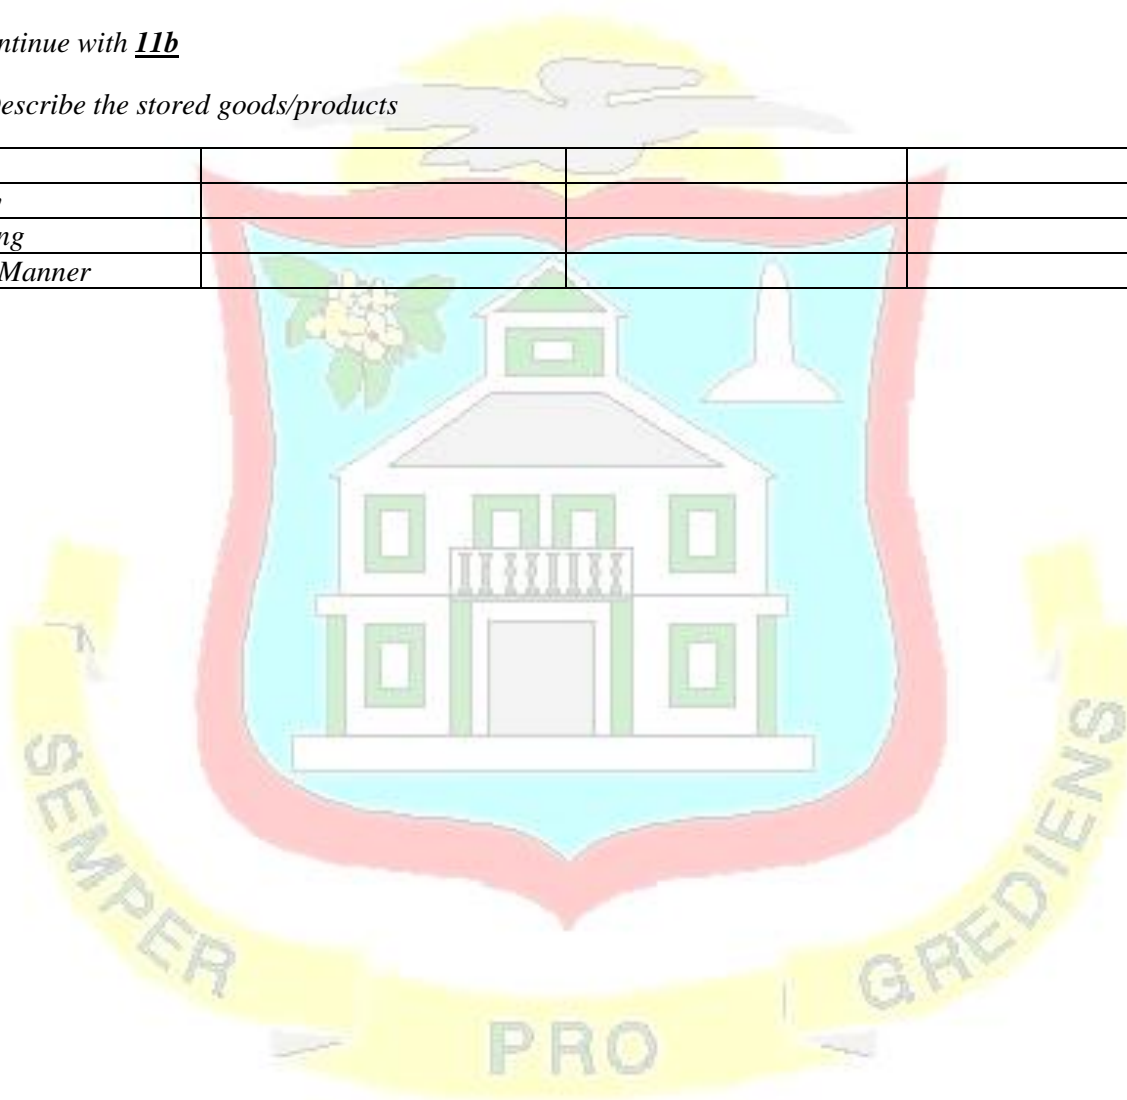 ntinue with 11b
escribe the stored goods/products
ng
Manner
SEMPER
PRO
GREDIENS